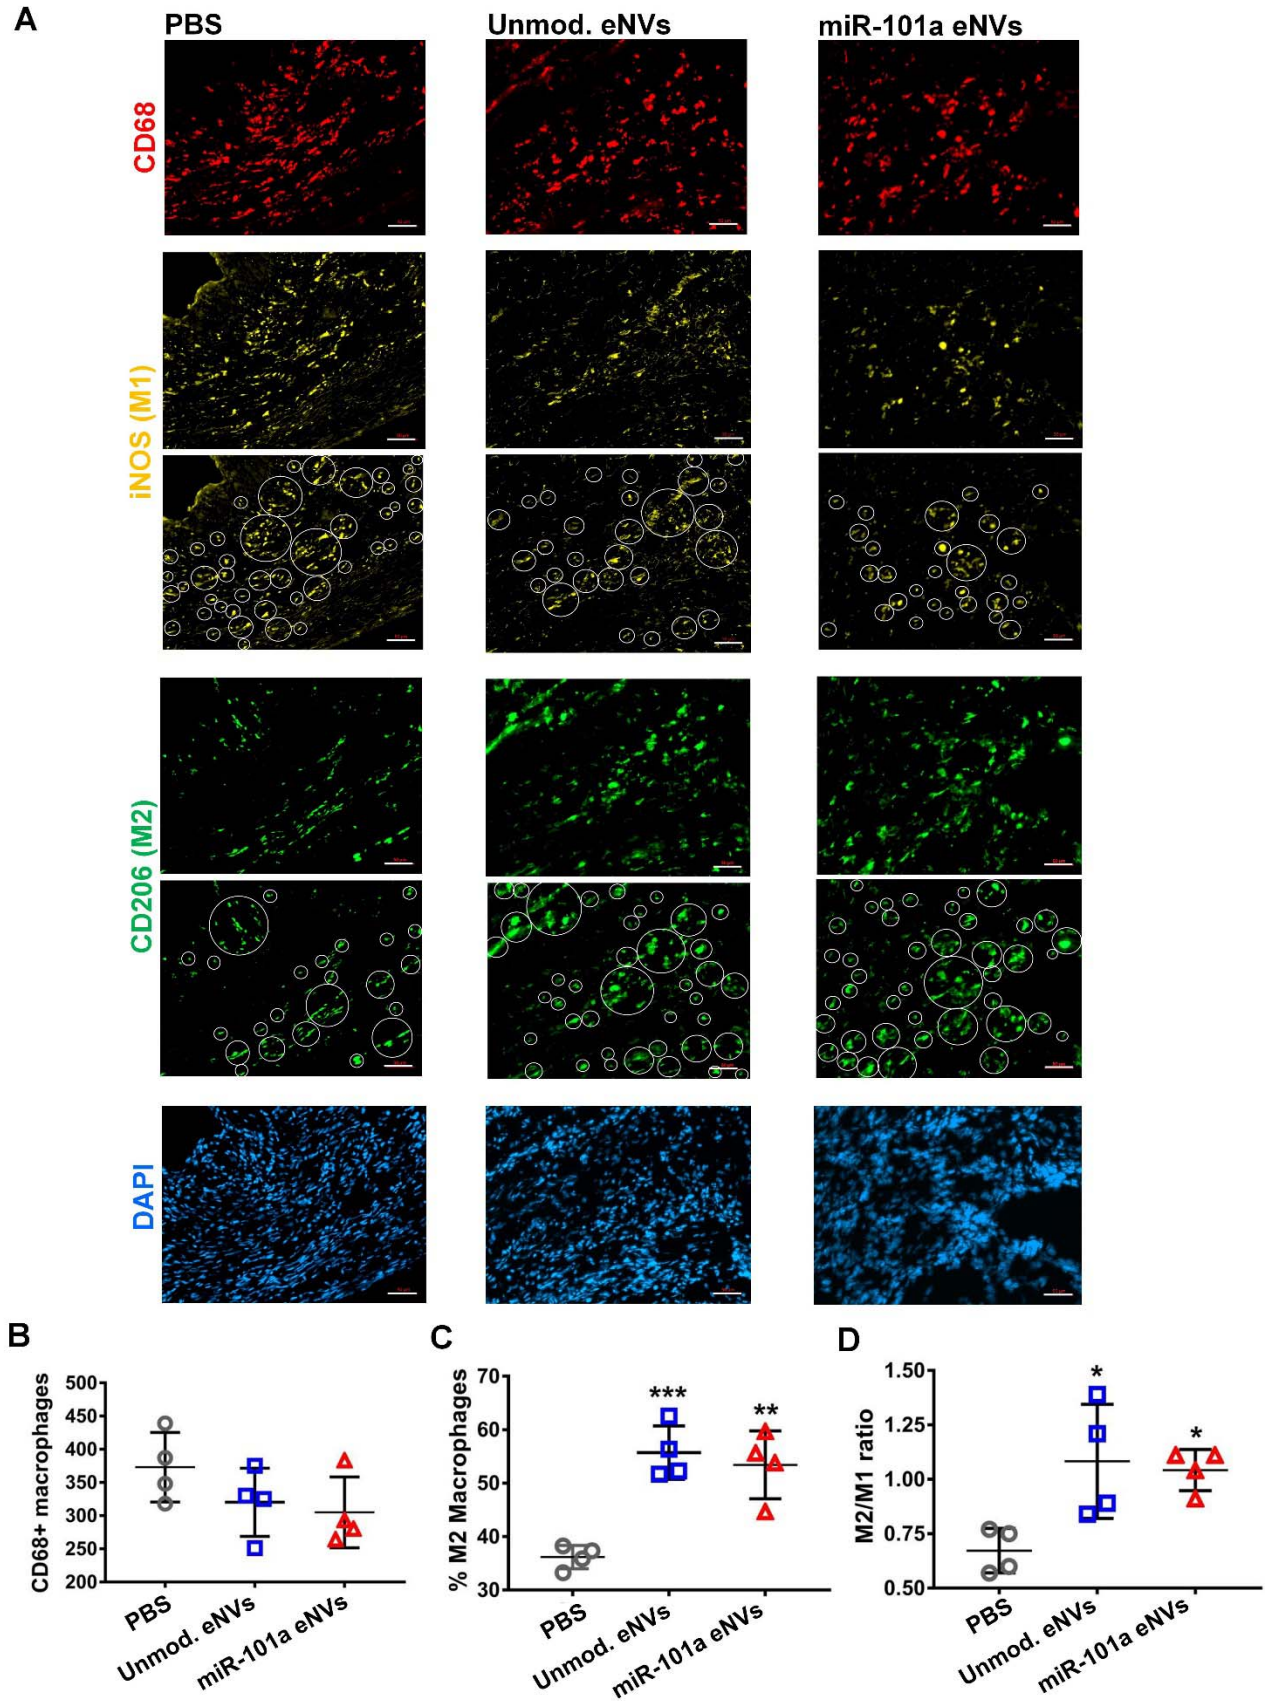 A
PBS
Unmod. eNVs
miR-101a eNVs
CD68
iNOS (M1)
CD206 (M2)
DAPI
B
CD68+ macrophages
500
450
400
350
300
250
200
PBS
Unmod. eNVs
miR-101a eNVs
C
% M2 Macrophages
70
60
50
40
30
***
**
PBS
Unmod. eNVs
miR-101a eNVs
D
M2/M1 ratio
1.50
1.25
1.00
0.75
0.50
*
*
PBS
Unmod. eNVs
miR-101a eNVs